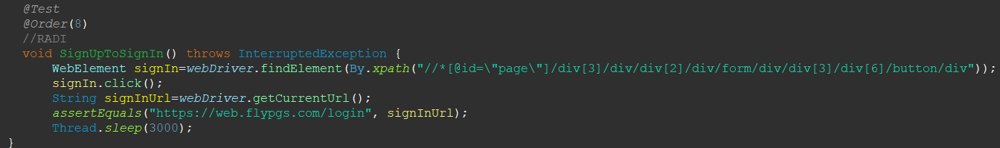 @Test
@Order(8)
//RADI
void SignUpToSignIn() throws InterruptedException {
WebElement signIn=webDriver.findElement(By.xpath("//*[@id=\"page\"]/div[3]/div/div[2]/div/form/div/div[3]/div[6]/button/div"));
signIn.click();
String signInUrl=webDriver.getCurrentUrl();
assertEquals("https://web.flypgs.com/login", signInUrl);
Thread.sleep(3000);
}